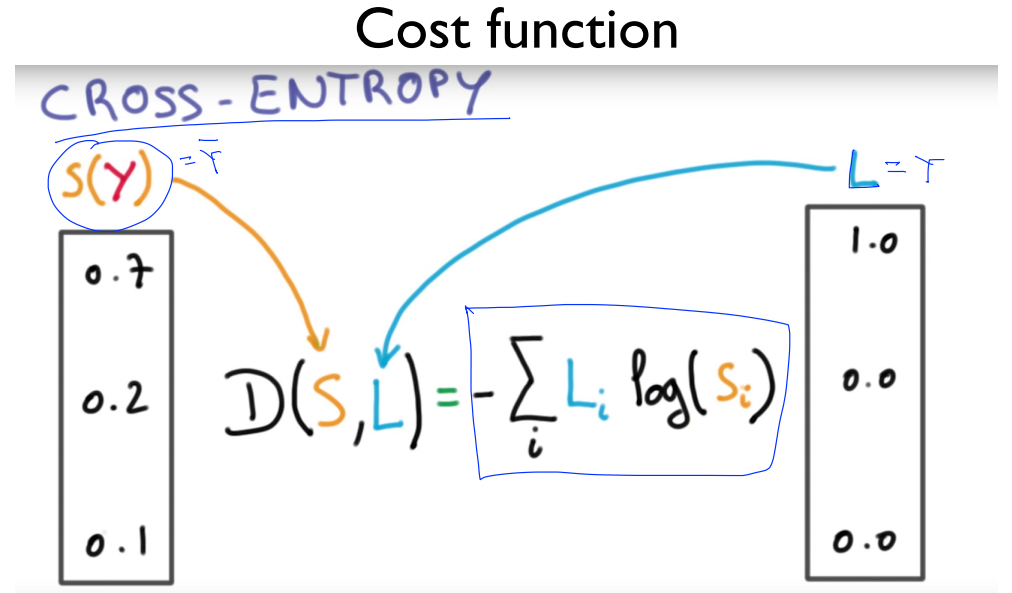 Cost function
CROSS-ENTROPY
S(Y) = Ȳ
L = Y
0.7
0.2
0.1
D(S,L) = -∑i Li log(Si)
1.0
0.0
0.0